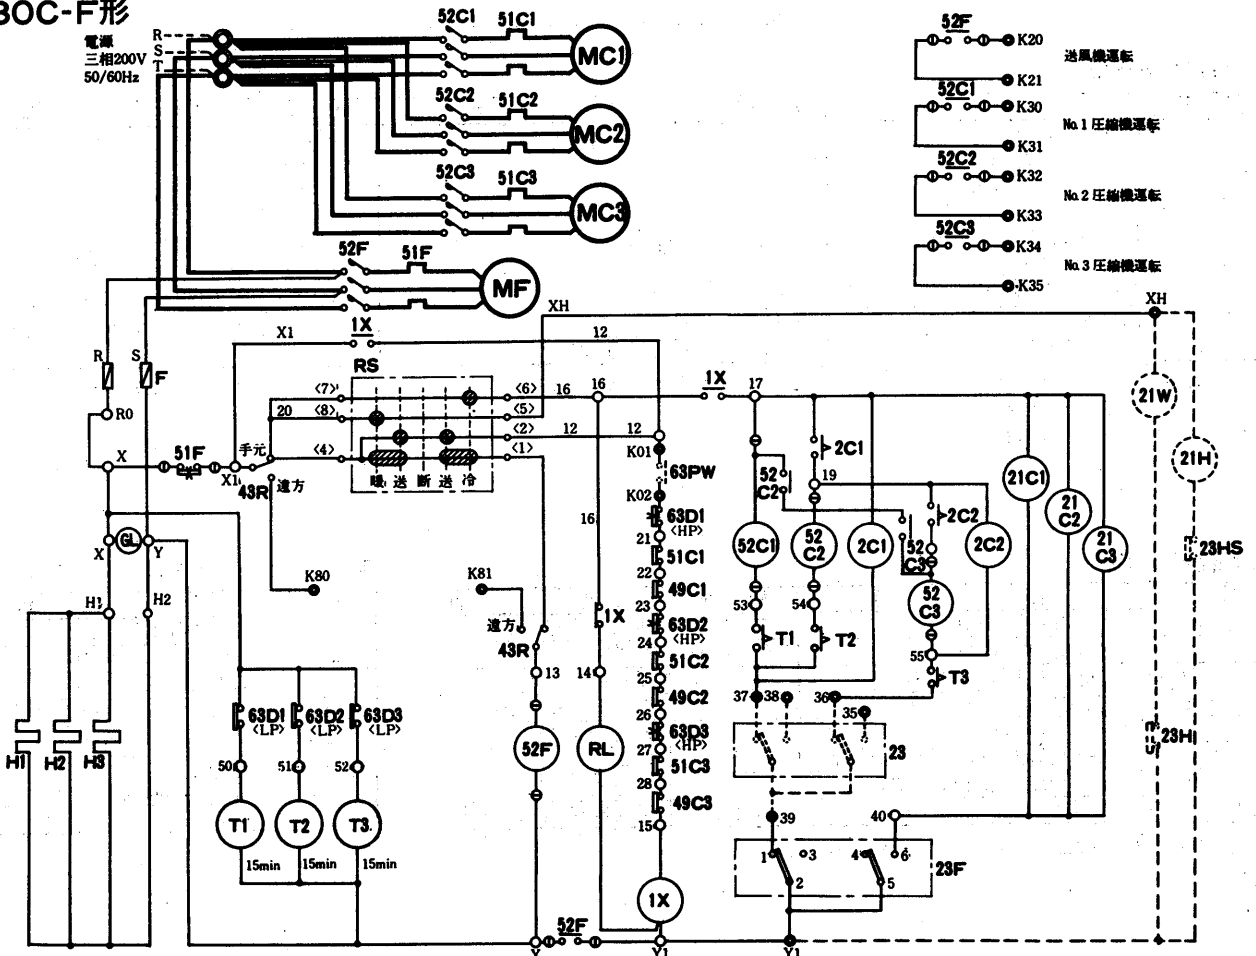 BOC-F形
電源
三相200V
50/60Hz
R
S
T
52C1
51C1
MC1
52C2
51C2
MC2
52C3
51C3
MC3
52F
51F
MF
52F
K20
K21
送風機運転
52C1
K30
K31
No.1圧縮機運転
52C2
K32
K33
No.2圧縮機運転
52C3
K34
K35
No.3圧縮機運転
XH
XH
X1
1X
12
RS
R
S
F
R0
<7>
<6>
16
16
1X
17
20
<8>
<5>
<2>
12
12
<4>
<1>
手元
51F
X
X1
43R
遠方
暖 送 断 送 冷
K01
63PW
K02
63D1
<HP>
21
51C1
22
49C1
23
63D2
<HP>
24
51C2
25
49C2
26
63D3
<HP>
27
51C3
28
49C3
15
1X
16
1X
14
RL
K80
K81
遠方
43R
13
52F
52F
Y
Y1
Y1
X
GL
Y
H1
H2
H1
H2
H3
63D1
<LP>
63D2
<LP>
63D3
<LP>
50
51
52
T1
T2
T3
15min
15min
15min
2C1
52
C2
19
52C1
52
C2
2C1
52
C3
2C2
2C2
52
C3
53
54
55
T1
T2
T3
37
38
36
35
23
39
40
1
3
4
6
2
5
23F
21C1
21
C2
21
C3
21W
21H
23HS
23H